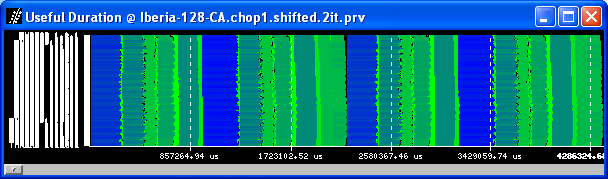 Useful Duration @ Iberia-128-CA.chop1.shifted.2it.prv
857264.94 us 1723102.52 us 2580367.46 us 3429059.74 us 4286324.68